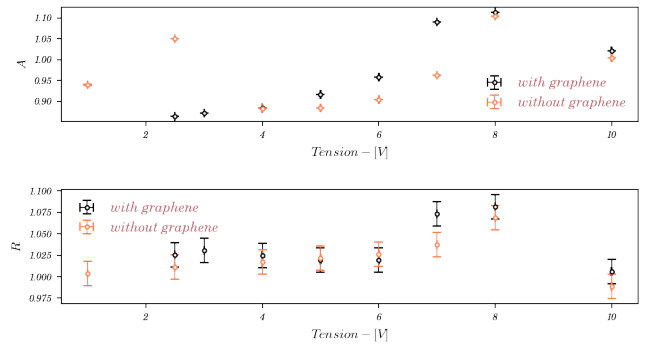 1.10
1.05
1.00
0.95
0.90
A
with graphene
without graphene
2 4 6 8 10
Tension − [V]
1.100
1.075
1.050
1.025
1.000
0.975
R
with graphene
without graphene
2 4 6 8 10
Tension − [V]